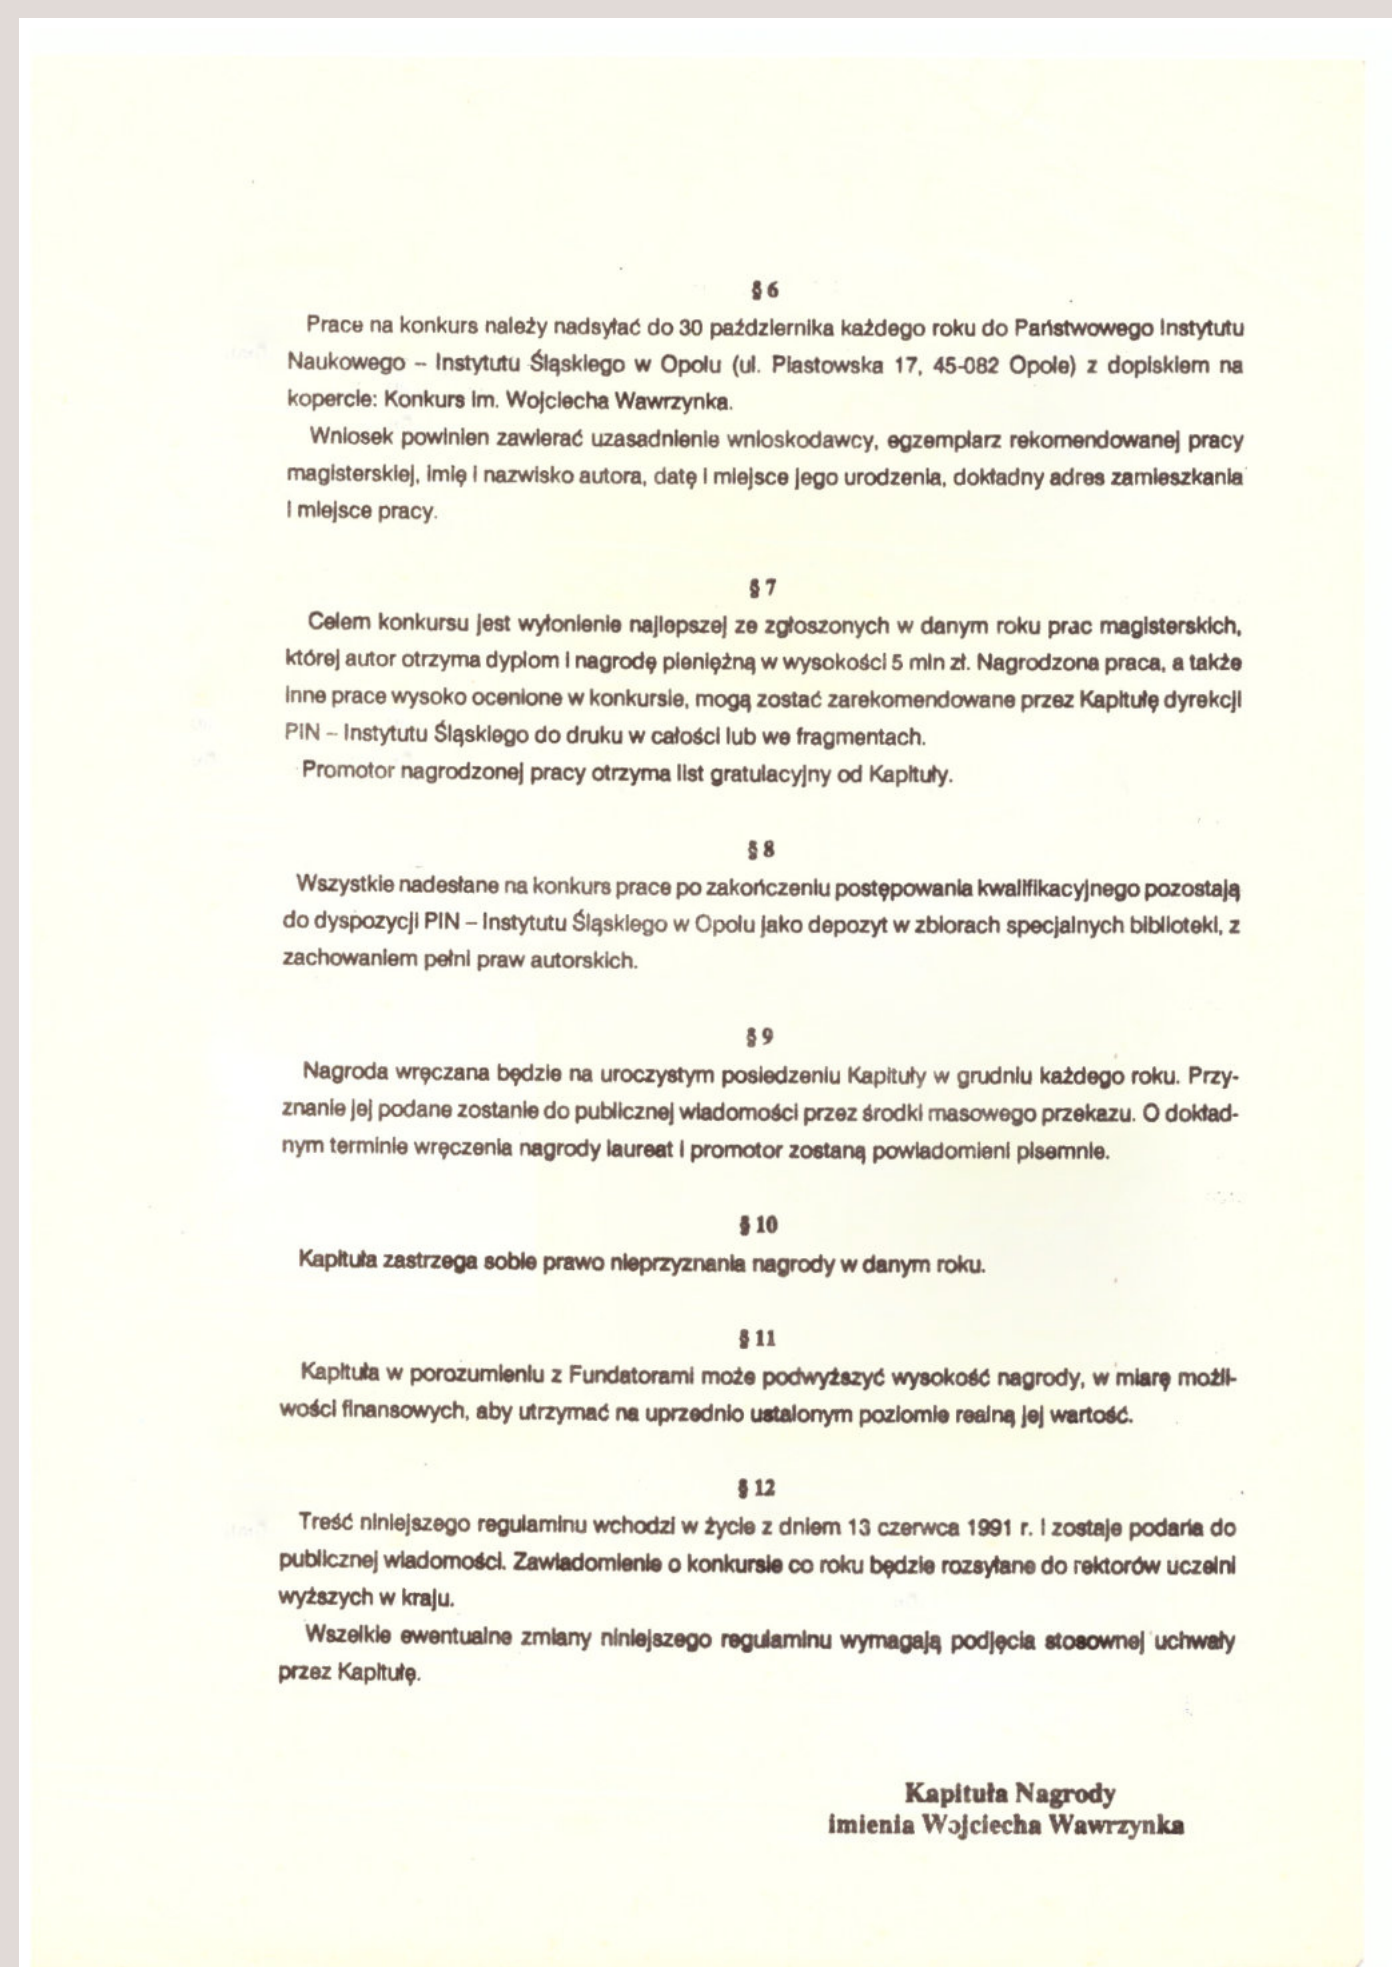 § 6
Prace na konkurs należy nadsyłać do 30 października każdego roku do Państwowego Instytutu
Naukowego – Instytutu Śląskiego w Opolu (ul. Piastowska 17, 45-082 Opole) z dopiskiem na
kopercie: Konkurs im. Wojciecha Wawrzynka.
Wniosek powinien zawierać uzasadnienie wnioskodawcy, egzemplarz rekomendowanej pracy
magisterskiej, imię i nazwisko autora, datę i miejsce jego urodzenia, dokładny adres zamieszkania
i miejsce pracy.
§ 7
Celem konkursu jest wyłonienie najlepszej ze zgłoszonych w danym roku prac magisterskich,
której autor otrzyma dyplom i nagrodę pieniężną w wysokości 5 mln zł. Nagrodzona praca, a także
inne prace wysoko ocenione w konkursie, mogą zostać zarekomendowane przez Kapitułę dyrekcji
PIN – Instytutu Śląskiego do druku w całości lub we fragmentach.
Promotor nagrodzonej pracy otrzyma list gratulacyjny od Kapituły.
§ 8
Wszystkie nadesłane na konkurs prace po zakończeniu postępowania kwalifikacyjnego pozostają
do dyspozycji PIN – Instytutu Śląskiego w Opolu jako depozyt w zbiorach specjalnych biblioteki, z
zachowaniem pełni praw autorskich.
§ 9
Nagroda wręczana będzie na uroczystym posiedzeniu Kapituły w grudniu każdego roku. Przy-
znanie jej podane zostanie do publicznej wiadomości przez środki masowego przekazu. O dokład-
nym terminie wręczenia nagrody laureat i promotor zostaną powiadomieni pisemnie.
§ 10
Kapituła zastrzega sobie prawo nieprzyznania nagrody w danym roku.
§ 11
Kapituła w porozumieniu z Fundatorami może podwyższyć wysokość nagrody, w miarę możli-
wości finansowych, aby utrzymać na uprzednio ustalonym poziomie realną jej wartość.
§ 12
Treść niniejszego regulaminu wchodzi w życie z dniem 13 czerwca 1991 r. i zostaje podana do
publicznej wiadomości. Zawiadomienie o konkursie co roku będzie rozsyłane do rektorów uczelni
wyższych w kraju.
Wszelkie ewentualne zmiany niniejszego regulaminu wymagają podjęcia stosownej uchwały
przez Kapitułę.
Kapituła Nagrody
imienia Wojciecha Wawrzynka